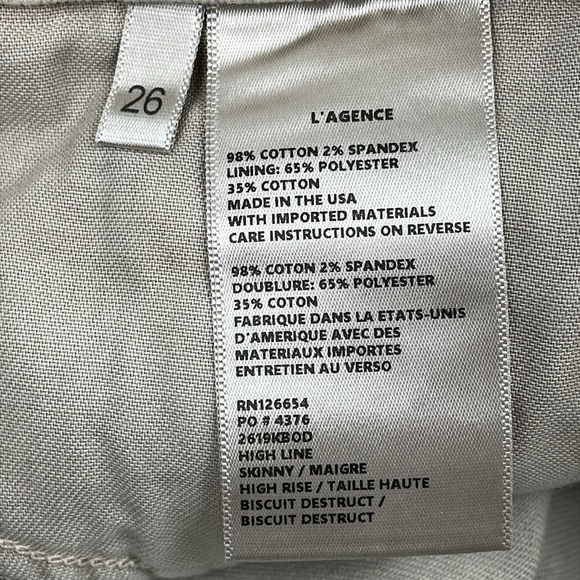 26
L'AGENCE
98% COTTON 2% SPANDEX
LINING: 65% POLYESTER
35% COTTON
MADE IN THE USA
WITH IMPORTED MATERIALS
CARE INSTRUCTIONS ON REVERSE
98% COTON 2% SPANDEX
DOUBLURE: 65% POLYESTER
35% COTON
FABRIQUE DANS LA ETATS-UNIS
D'AMERIQUE AVEC DES
MATERIAUX IMPORTES
ENTRETIEN AU VERSO
RN126654
PO # 4376
2619KBOD
HIGH LINE
SKINNY / MAIGRE
HIGH RISE / TAILLE HAUTE
BISCUIT DESTRUCT /
BISCUIT DESTRUCT